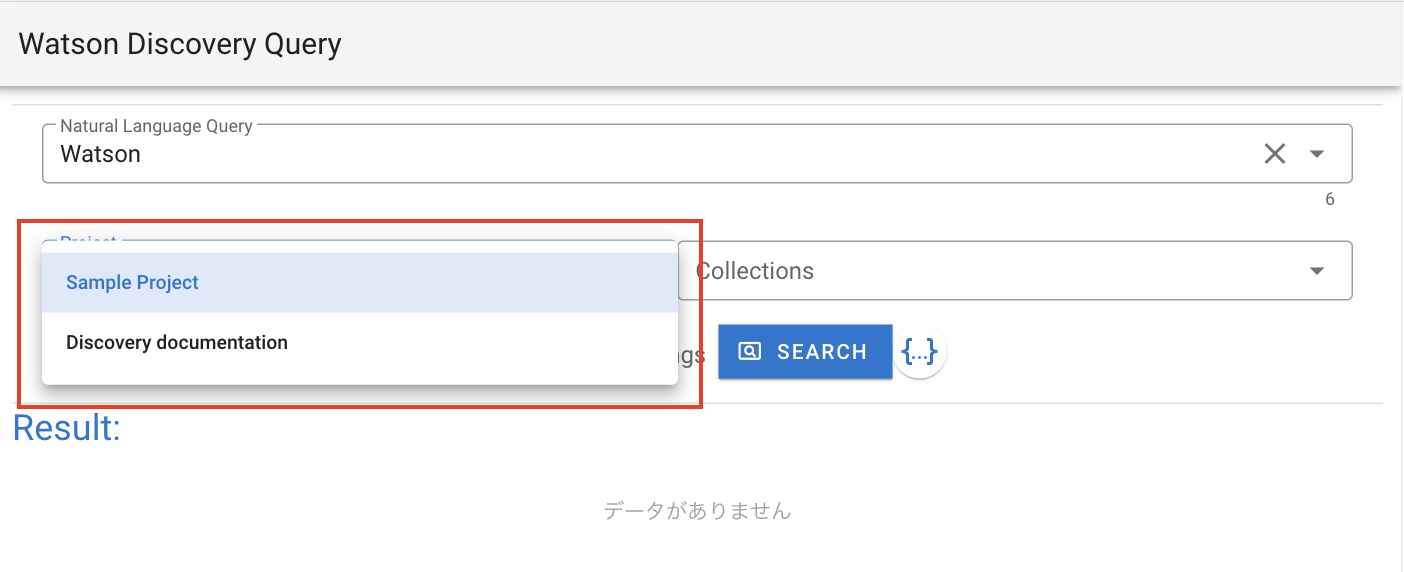 Watson Discovery Query
Natural Language Query
Watson
6
Project
Sample Project
Discovery documentation
Collections
SEARCH
{...}
Result:
データがありません